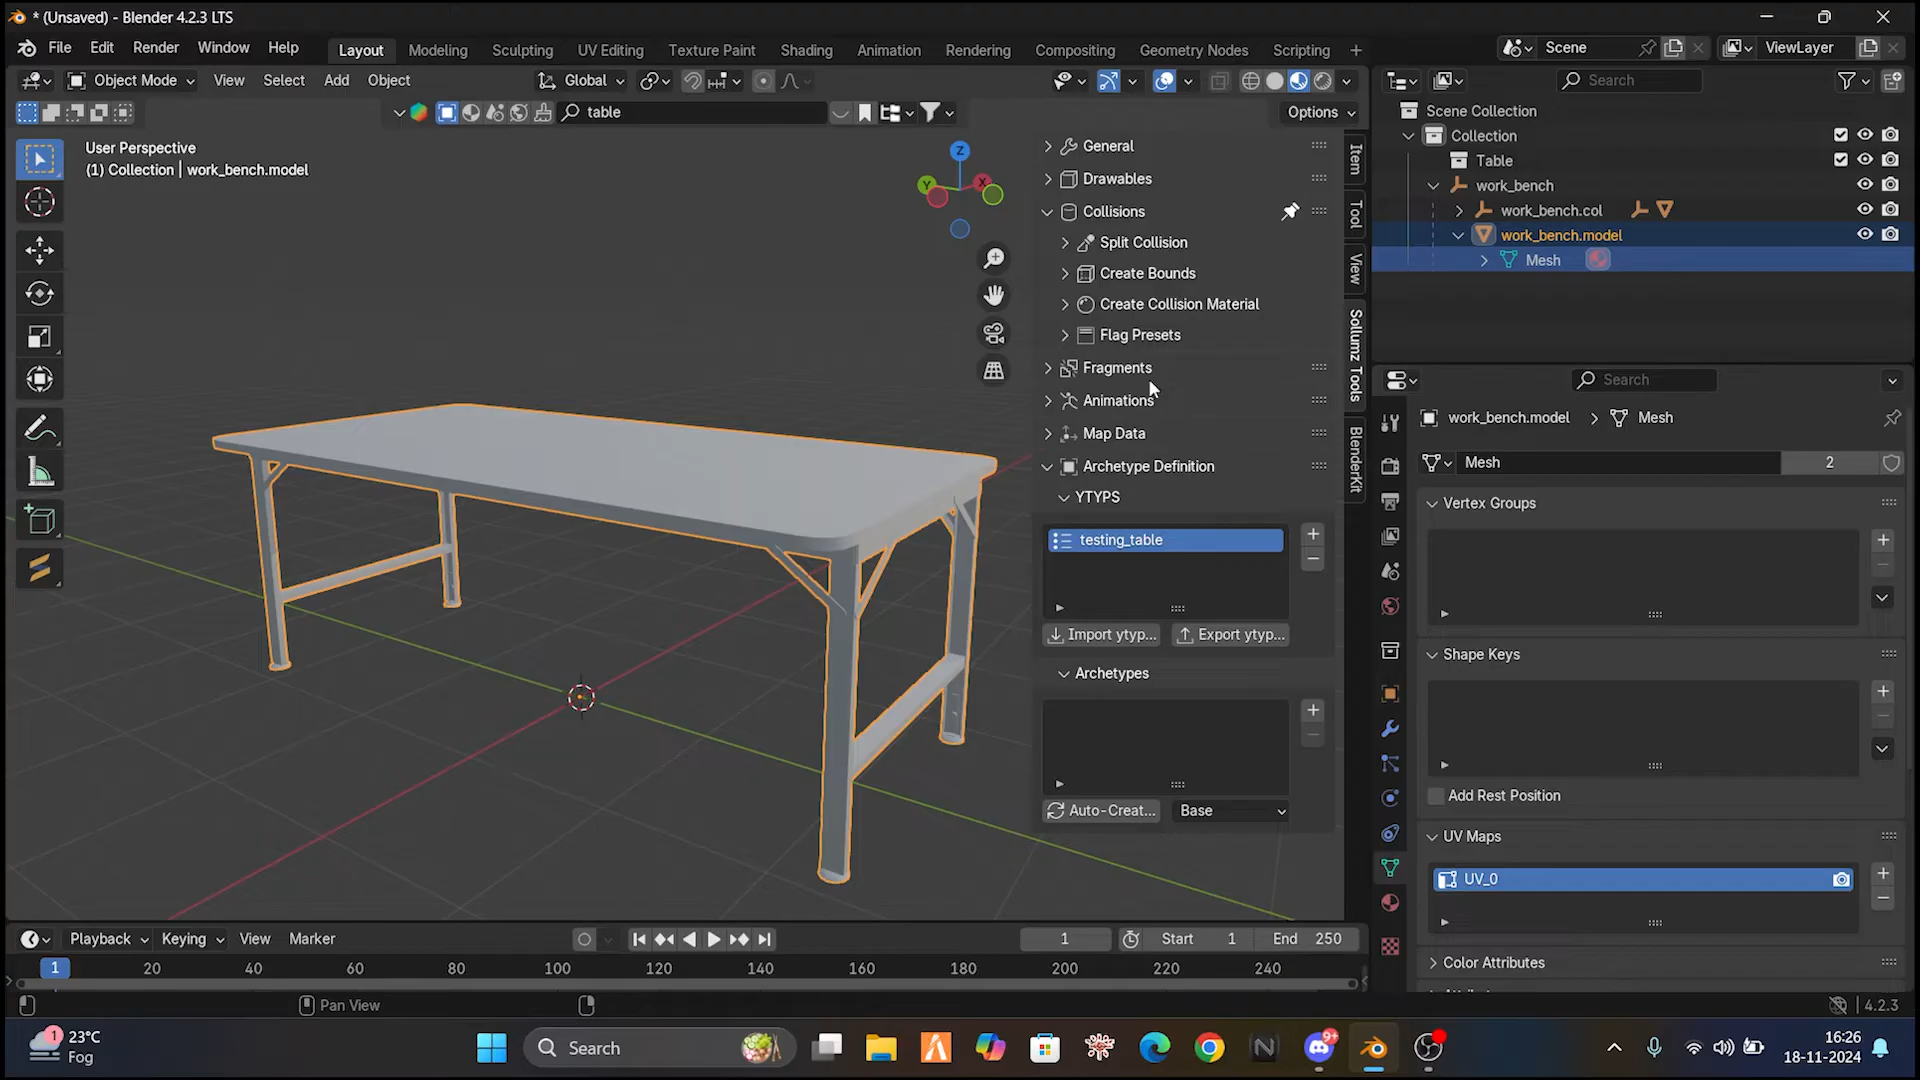 * (Unsaved) - Blender 4.2.3 LTS
File Edit Render Window Help
Layout Modeling Sculpting UV Editing Texture Paint Shading Animation Rendering Compositing Geometry Nodes Scripting +
Scene
ViewLayer
Object Mode View Select Add Object
Global
Search
table
Options
User Perspective
(1) Collection | work_bench.model
Z
Y
X
General
Drawables
Collisions
Split Collision
Create Bounds
Create Collision Material
Flag Presets
Fragments
Animations
Map Data
Archetype Definition
YTYPS
testing_table
Import ytyp...
Export ytyp...
Archetypes
Auto-Creat...
Base
Item
Tool
View
Sollumz Tools
BlenderKit
Scene Collection
Collection
Table
work_bench
work_bench.col
work_bench.model
Mesh
Search
work_bench.model > Mesh
Mesh 2
Vertex Groups
Shape Keys
Add Rest Position
UV Maps
UV_0
Color Attributes
Playback Keying View Marker
1 Start 1 End 250
1 20 40 60 80 100 120 140 160 180 200 220 240
Pan View
4.2.3
1
23°C
Fog
Search
9+
16:26
18-11-2024